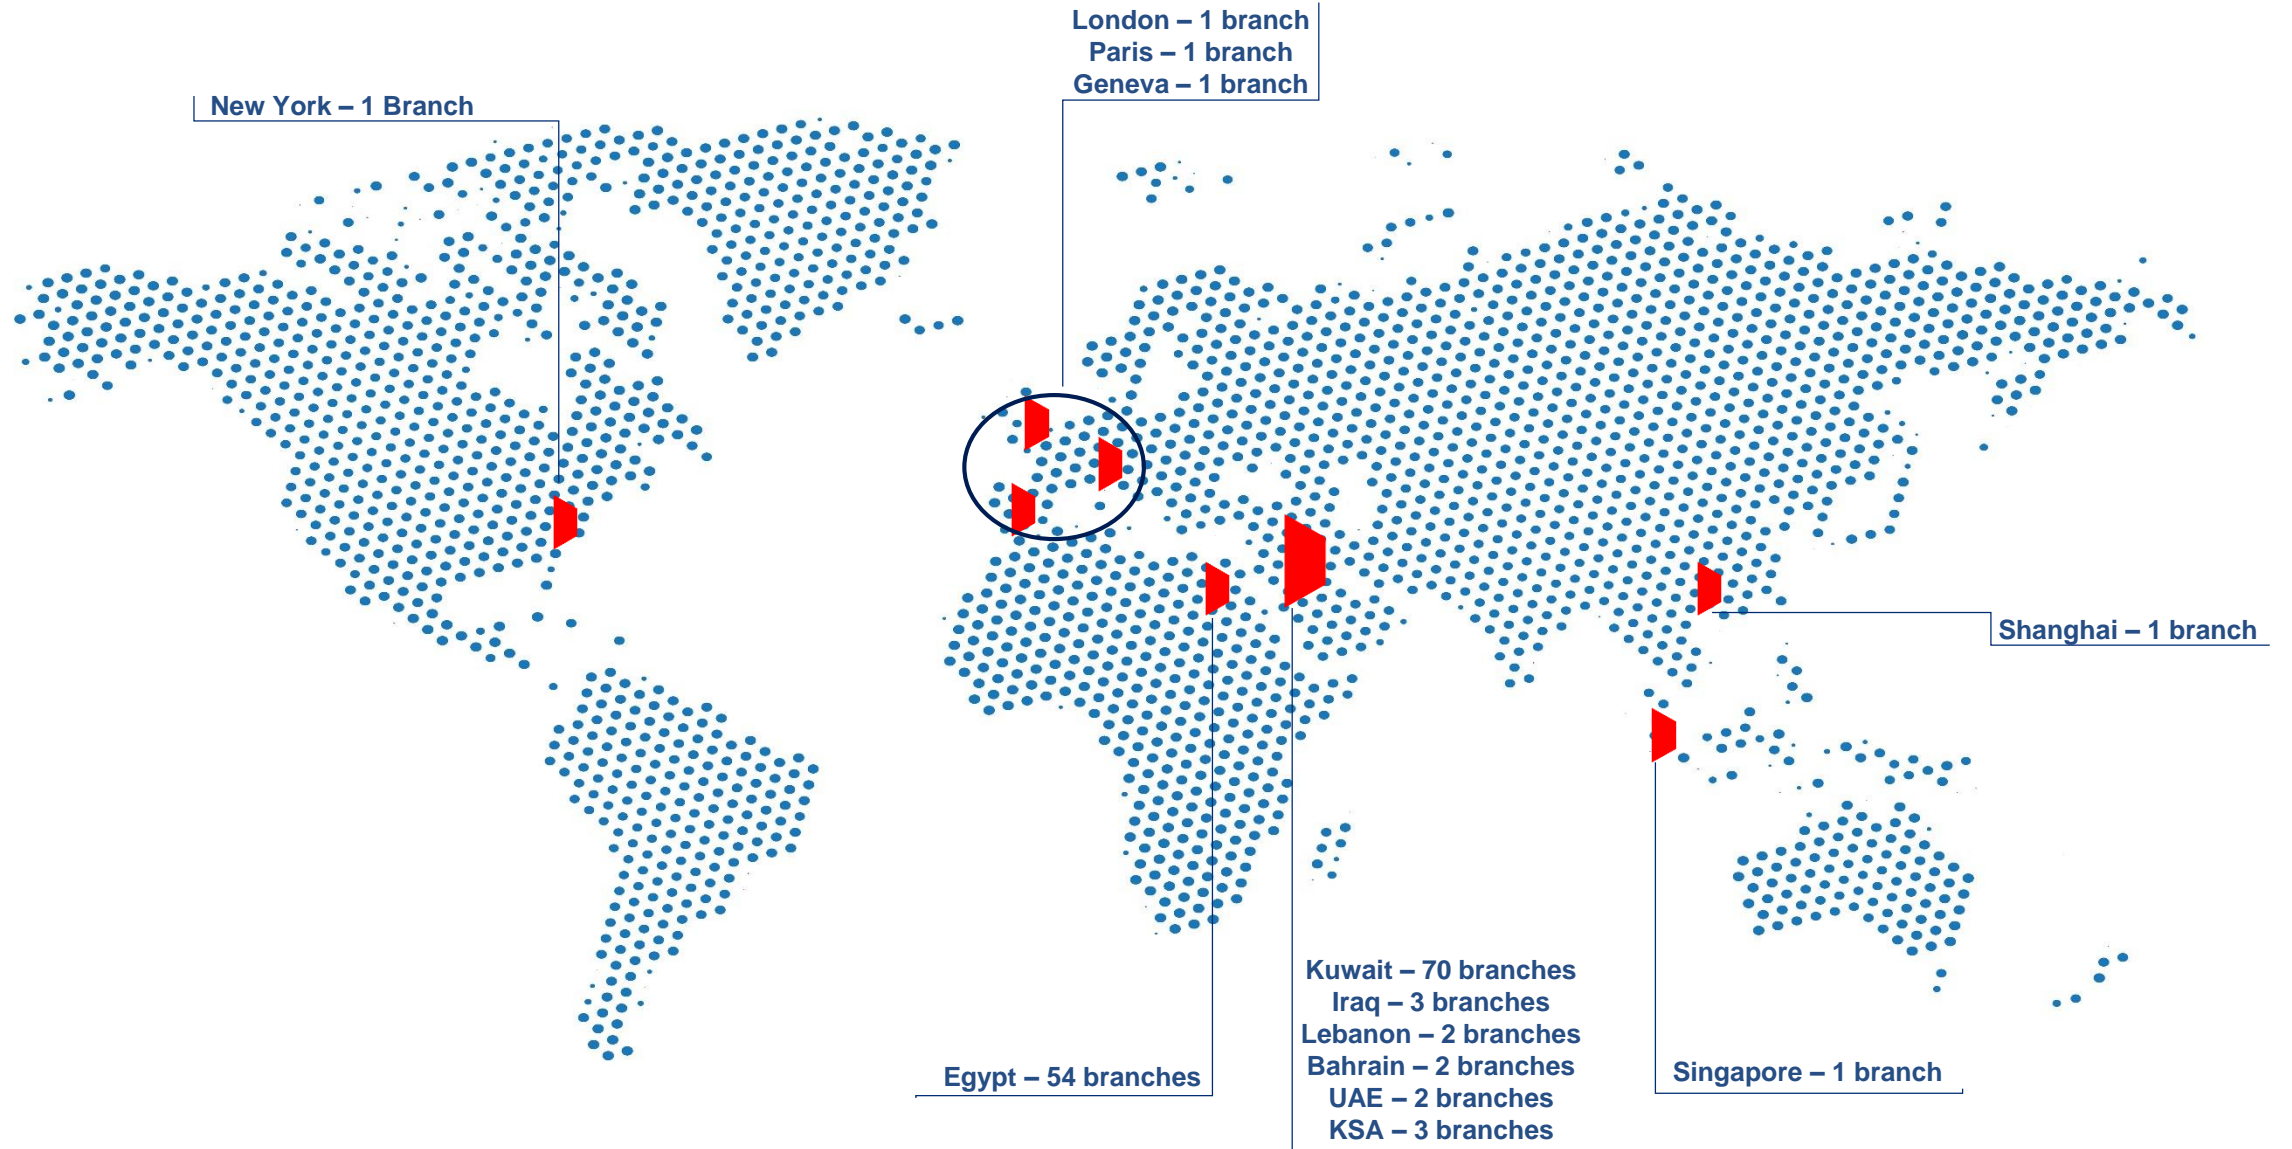 London – 1 branch
Paris – 1 branch
Geneva – 1 branch
New York – 1 Branch
Shanghai – 1 branch
Kuwait – 70 branches
Iraq – 3 branches
Lebanon – 2 branches
Bahrain – 2 branches
UAE – 2 branches
KSA – 3 branches
Egypt – 54 branches
Singapore – 1 branch